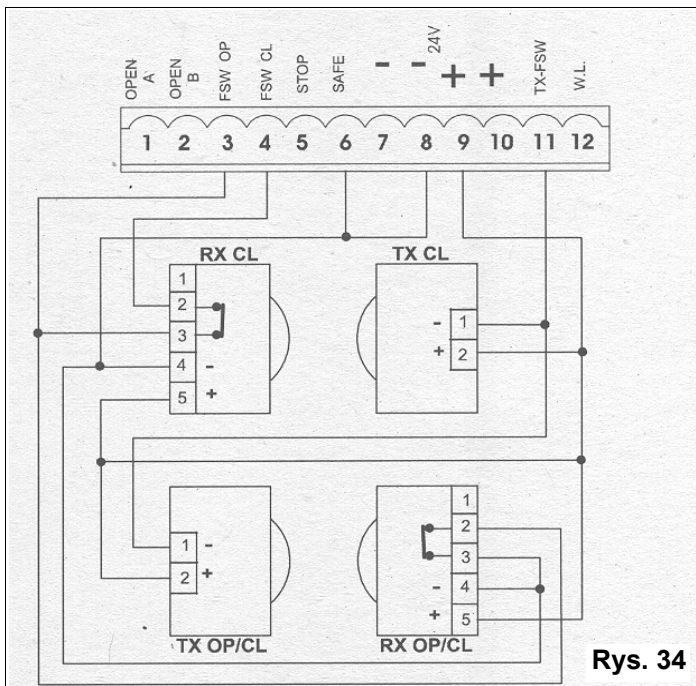 OPEN A
OPEN B
FSW OP
FSW CL
STOP
SAFE
-
-
24V
+
+
TX-FSW
W.L.
1 2 3 4 5 6 7 8 9 10 11 12
RX CL
1
2
3
4 -
5 +
TX CL
- 1
+ 2
1 -
2 +
TX OP/CL
1
2
3
- 4
+ 5
RX OP/CL
Rys. 34